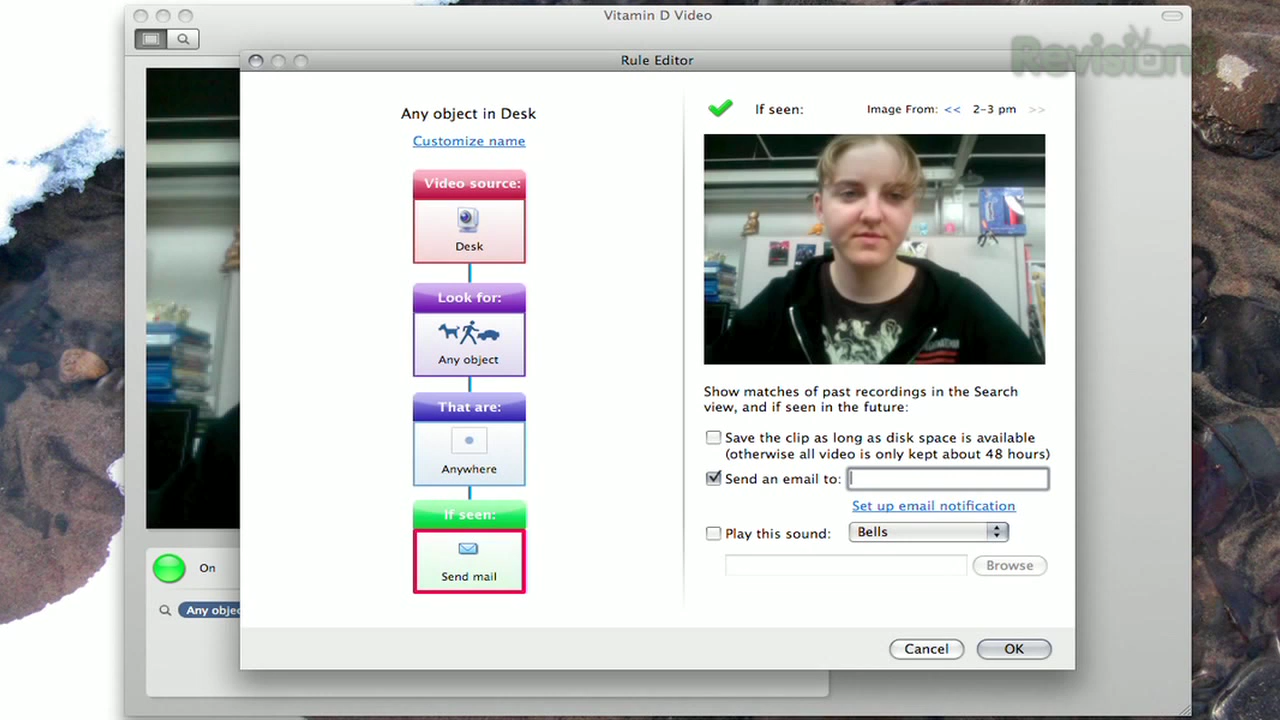 Vitamin D Video
Rule Editor
Revision3
Any object in Desk
Customize name
Video source:
Desk
Look for:
Any object
That are:
Anywhere
If seen:
Send mail
If seen:
Image From: << 2-3 pm >>
Show matches of past recordings in the Search
view, and if seen in the future:
Save the clip as long as disk space is available
(otherwise all video is only kept about 48 hours)
Send an email to:
Set up email notification
Play this sound: Bells
Browse
On
Any objec
Cancel OK